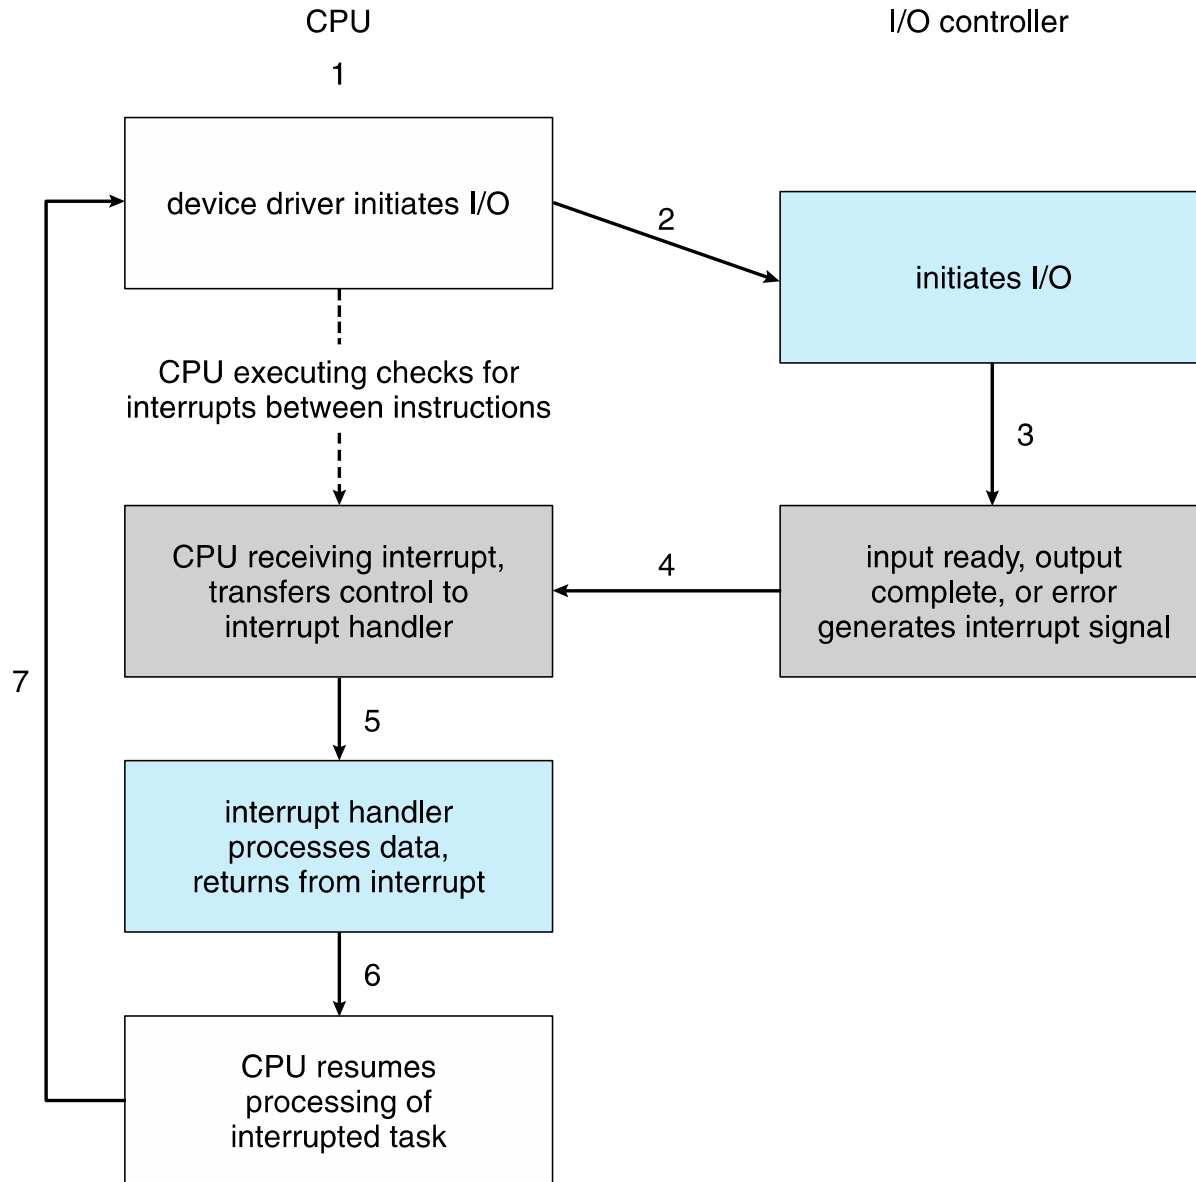 CPU
I/O controller
1
device driver initiates I/O
2
initiates I/O
CPU executing checks for
interrupts between instructions
3
CPU receiving interrupt,
transfers control to
interrupt handler
4
input ready, output
complete, or error
generates interrupt signal
7
5
interrupt handler
processes data,
returns from interrupt
6
CPU resumes
processing of
interrupted task